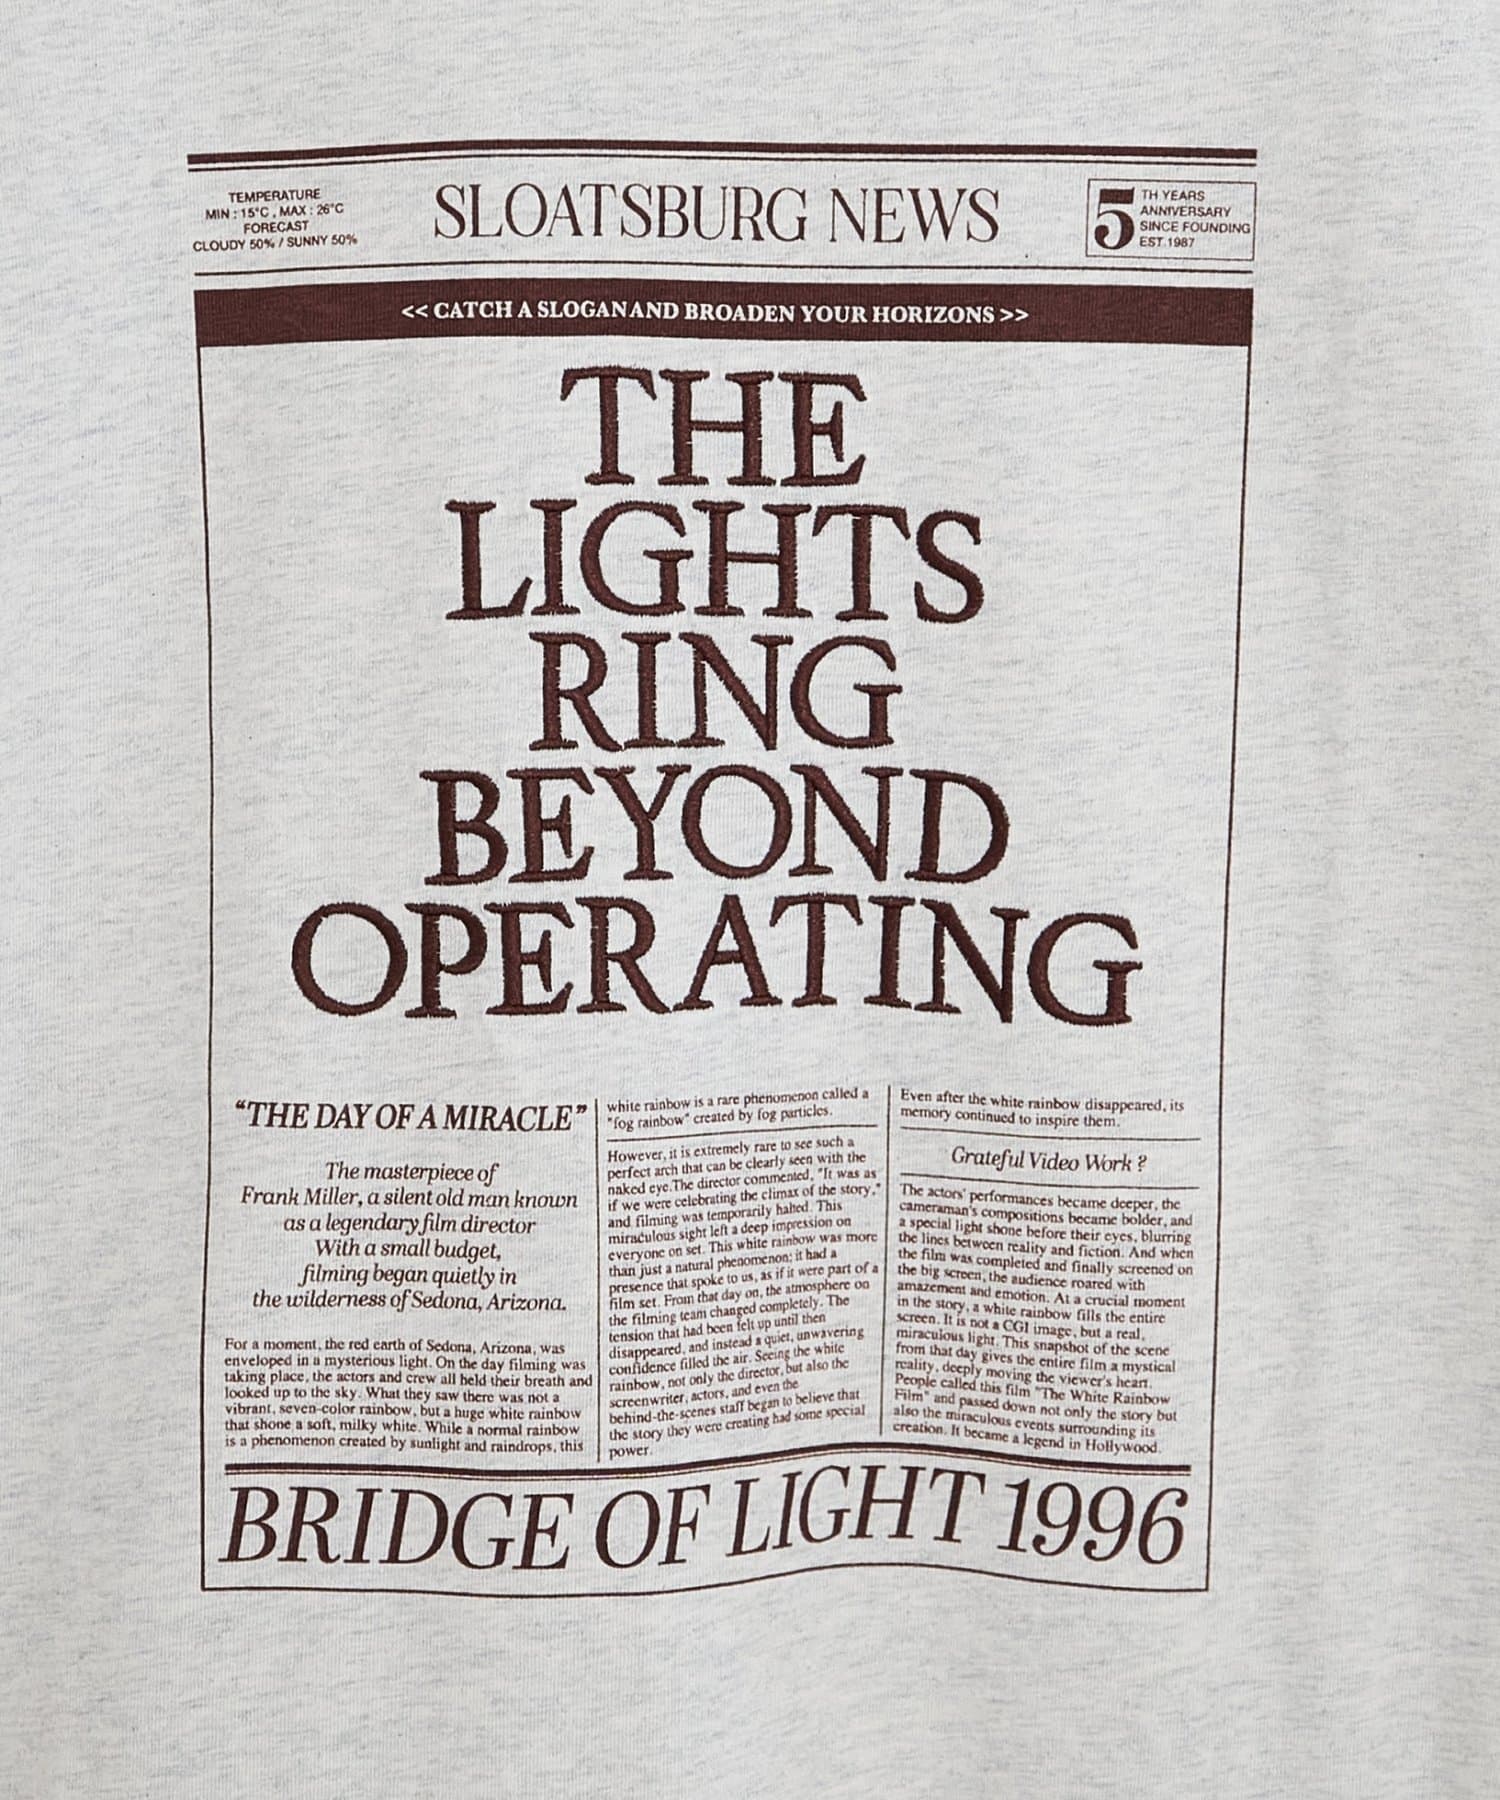 TEMPERATURE
MIN : 15°C , MAX : 26°C
FORECAST
CLOUDY 50% / SUNNY 50%
SLOATSBURG NEWS
5
TH YEARS
ANNIVERSARY
SINCE FOUNDING
EST.1987
<< CATCH A SLOGAN AND BROADEN YOUR HORIZONS >>
THE
LIGHTS
RING
BEYOND
OPERATING
“THE DAY OF A MIRACLE”
The masterpiece of
Frank Miller, a silent old man known
as a legendary film director
With a small budget,
filming began quietly in
the wilderness of Sedona, Arizona.
For a moment, the red earth of Sedona, Arizona, was
enveloped in a mysterious light. On the day filming was
taking place, the actors and crew all held their breath and
looked up to the sky. What they saw there was not a
vibrant, seven-color rainbow, but a huge white rainbow
that shone a soft, milky white. While a normal rainbow
is a phenomenon created by sunlight and raindrops, this
white rainbow is a rare phenomenon called a
"fog rainbow" created by fog particles.
However, it is extremely rare to see such a
perfect arch that can be clearly seen with the
naked eye.The director commented, "It was as
if we were celebrating the climax of the story,"
and filming was temporarily halted. This
miraculous sight left a deep impression on
everyone on set. This white rainbow was more
than just a natural phenomenon; it had a
presence that spoke to us, as if it were part of a
film set. From that day on, the atmosphere on
the filming team changed completely. The
tension that had been felt up until then
disappeared, and instead a quiet, unwavering
confidence filled the air. Seeing the white
rainbow, not only the director, but also the
screenwriter, actors, and even the
behind-the-scenes staff began to believe that
the story they were creating had some special
power.
Even after the white rainbow disappeared, its
memory continued to inspire them.
Grateful Video Work ?
The actors' performances became deeper, the
cameraman's compositions became bolder, and
a special light shone before their eyes, blurring
the lines between reality and fiction. And when
the film was completed and finally screened on
the big screen, the audience roared with
amazement and emotion. At a crucial moment
in the story, a white rainbow fills the entire
screen. It is not a CGI image, but a real,
miraculous light. This snapshot of the scene
from that day gives the entire film a mystical
reality, deeply moving the viewer's heart.
People called this film "The White Rainbow
Film" and passed down not only the story but
also the miraculous events surrounding its
creation. It became a legend in Hollywood.
BRIDGE OF LIGHT 1996